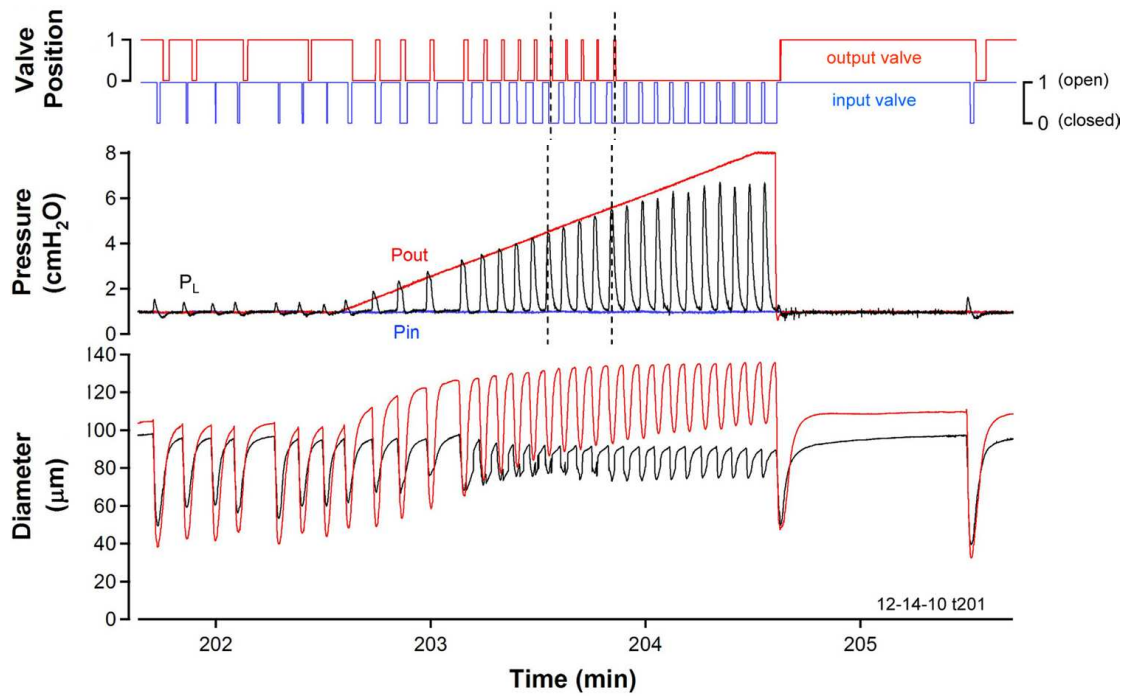 Valve
Position
1
0
output valve
input valve
1 (open)
0 (closed)
Pressure
(cmH2O)
8
6
4
2
0
PL
Pout
Pin
Diameter
(μm)
140
120
100
80
60
40
20
0
12-14-10 t201
202 203 204 205
Time (min)